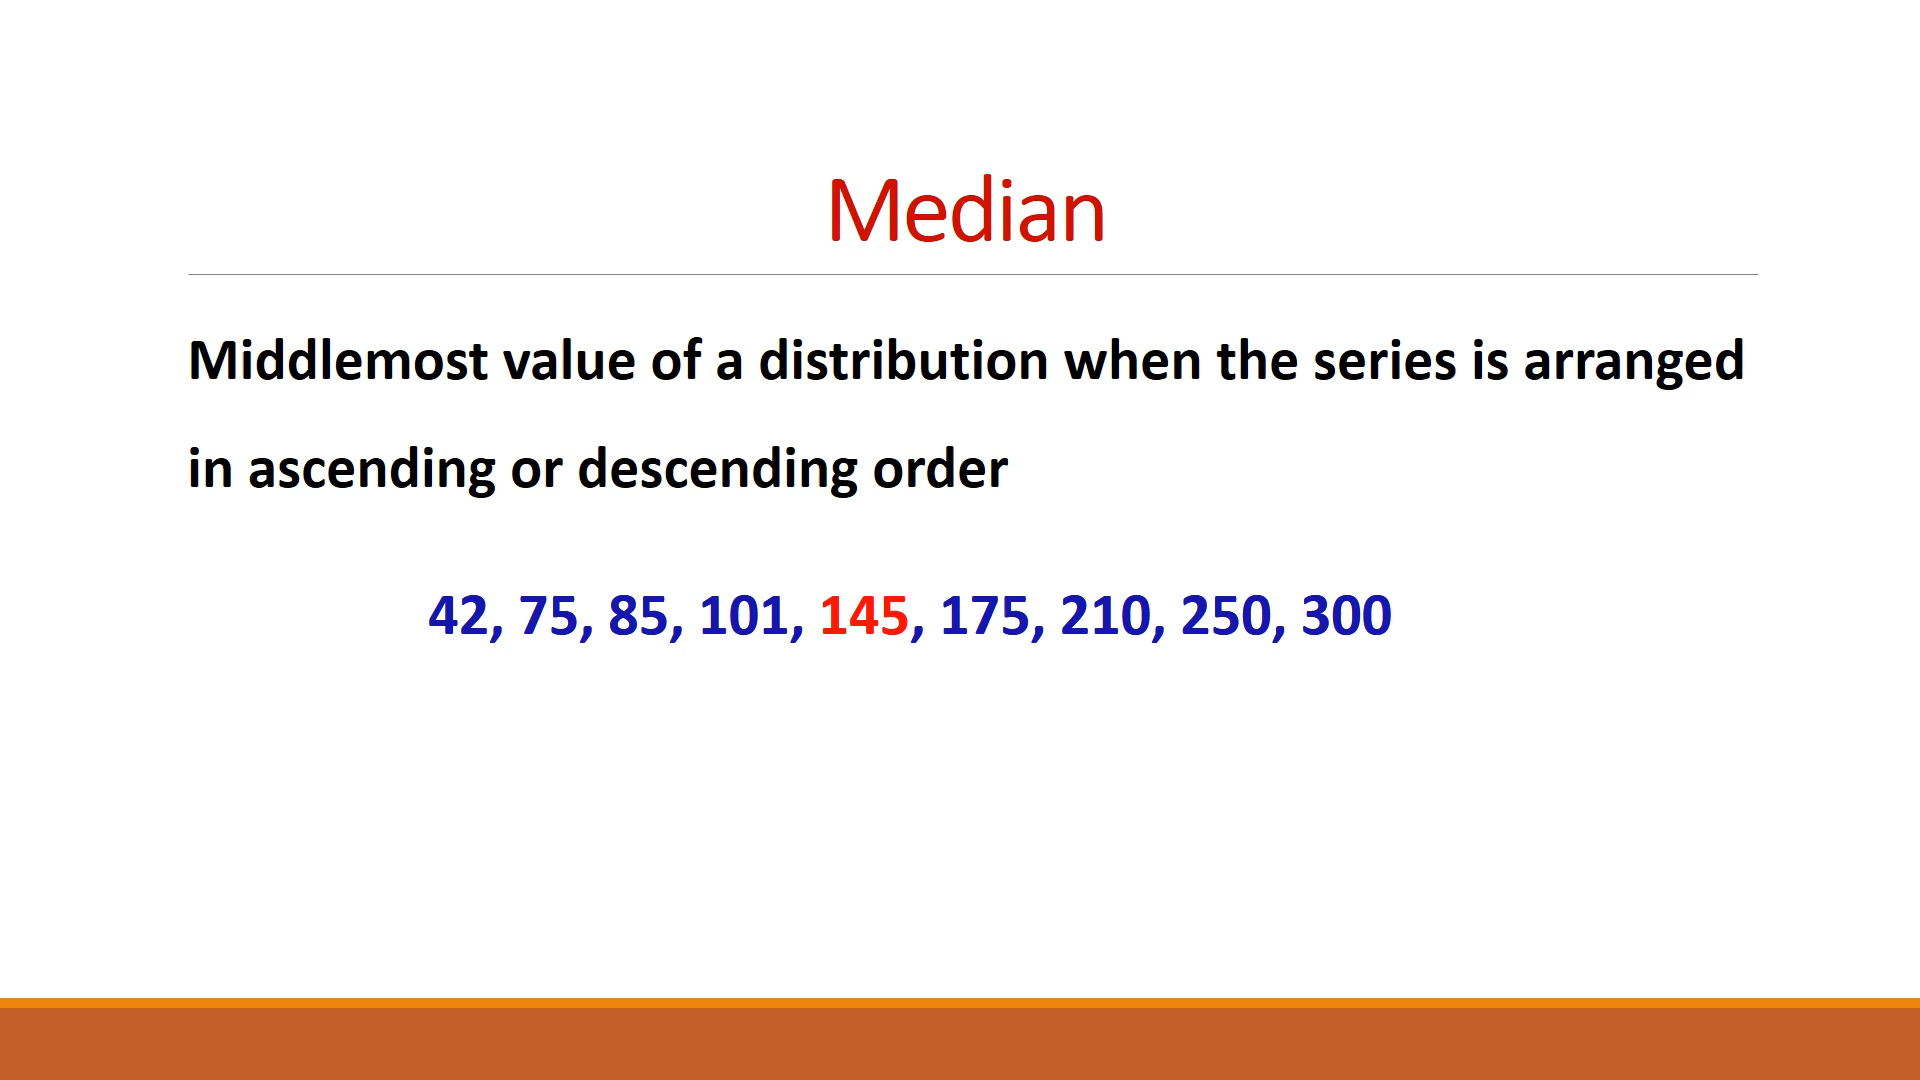 Median
Middlemost value of a distribution when the series is arranged
in ascending or descending order
42, 75, 85, 101, 145, 175, 210, 250, 300